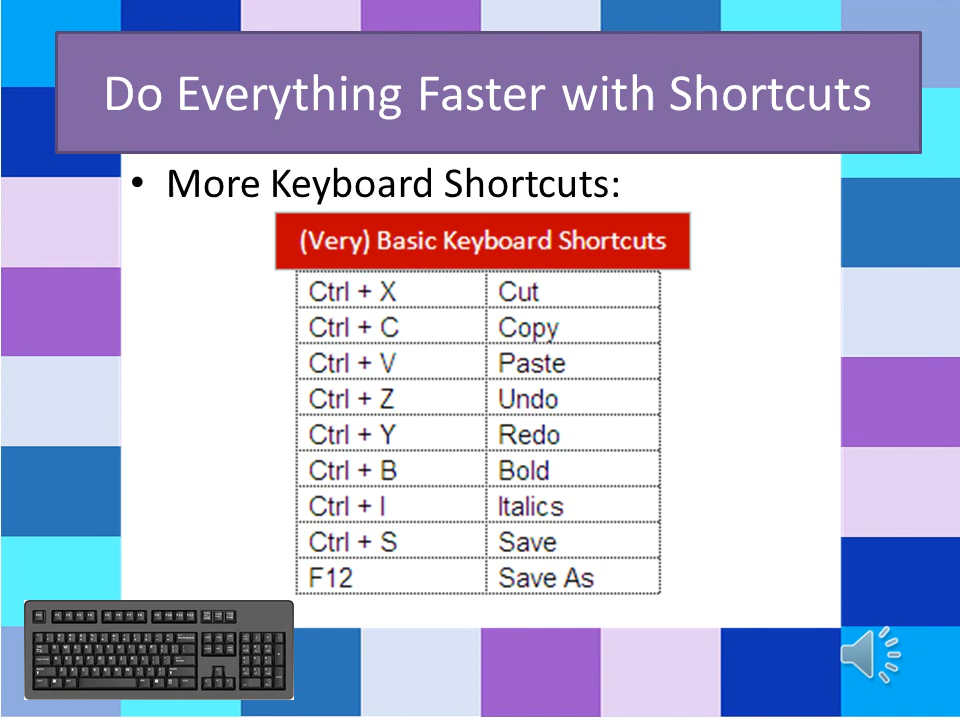 Do Everything Faster with Shortcuts
• More Keyboard Shortcuts:
(Very) Basic Keyboard Shortcuts
Ctrl + X Cut
Ctrl + C Copy
Ctrl + V Paste
Ctrl + Z Undo
Ctrl + Y Redo
Ctrl + B Bold
Ctrl + I Italics
Ctrl + S Save
F12 Save As